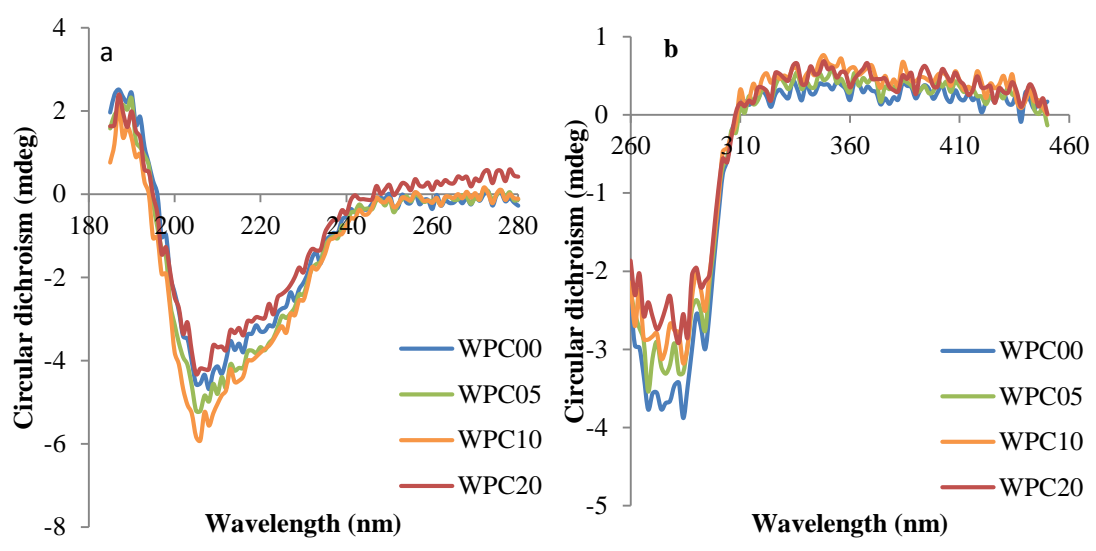 a
Circular dichroism (mdeg)
4
2
0
-2
-4
-6
-8
180 200 220 240 260 280
WPC00
WPC05
WPC10
WPC20
Wavelength (nm)
b
Circular dichroism (mdeg)
1
0
-1
-2
-3
-4
-5
260 310 360 410 460
WPC00
WPC05
WPC10
WPC20
Wavelength (nm)